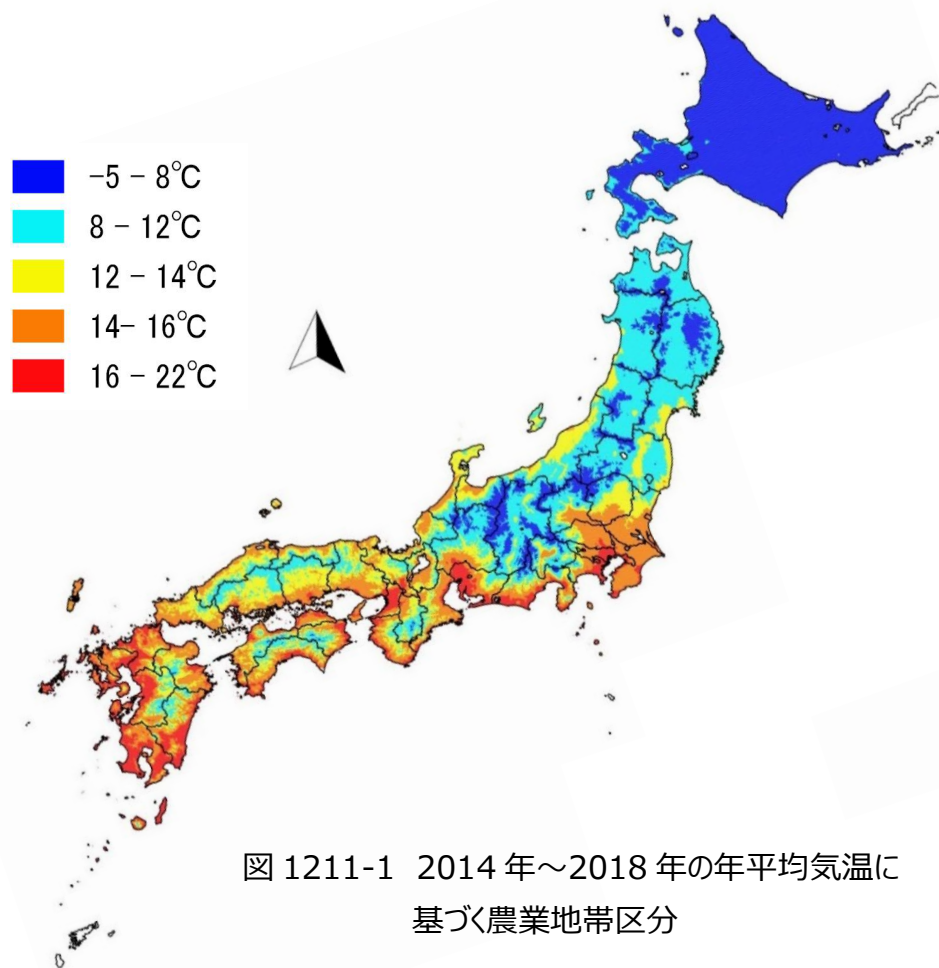 -5 – 8℃
8 – 12℃
12 – 14℃
14– 16℃
16 – 22℃
図 1211-1 2014 年～2018 年の年平均気温に
基づく農業地帯区分